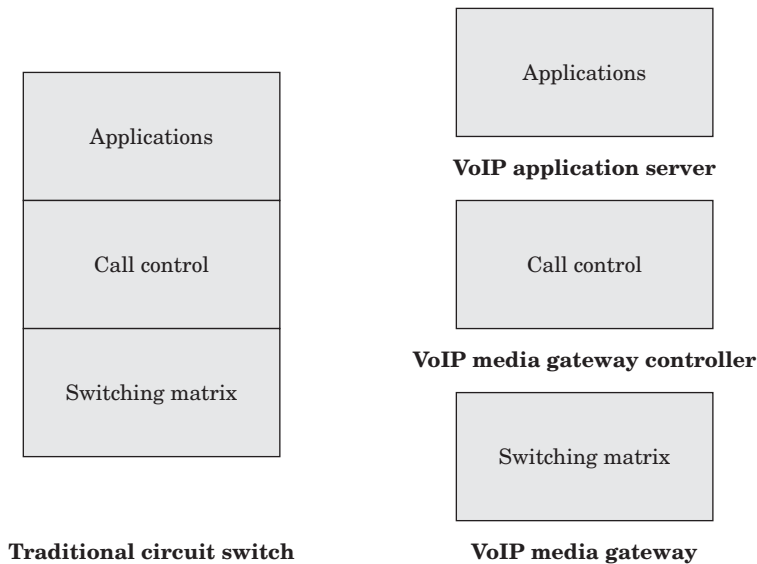 Applications
Call control
Switching matrix
Traditional circuit switch
Applications
VoIP application server
Call control
VoIP media gateway controller
Switching matrix
VoIP media gateway